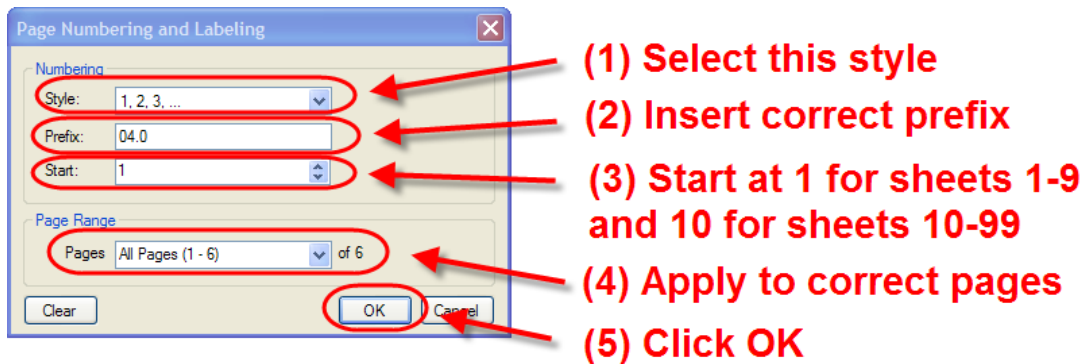 Page Numbering and Labeling
Numbering
Style: 1, 2, 3, ...
(1) Select this style
Prefix: 04.0
(2) Insert correct prefix
Start: 1
(3) Start at 1 for sheets 1-9
and 10 for sheets 10-99
Page Range
Pages All Pages (1 - 6) of 6
(4) Apply to correct pages
Clear OK Cancel
(5) Click OK